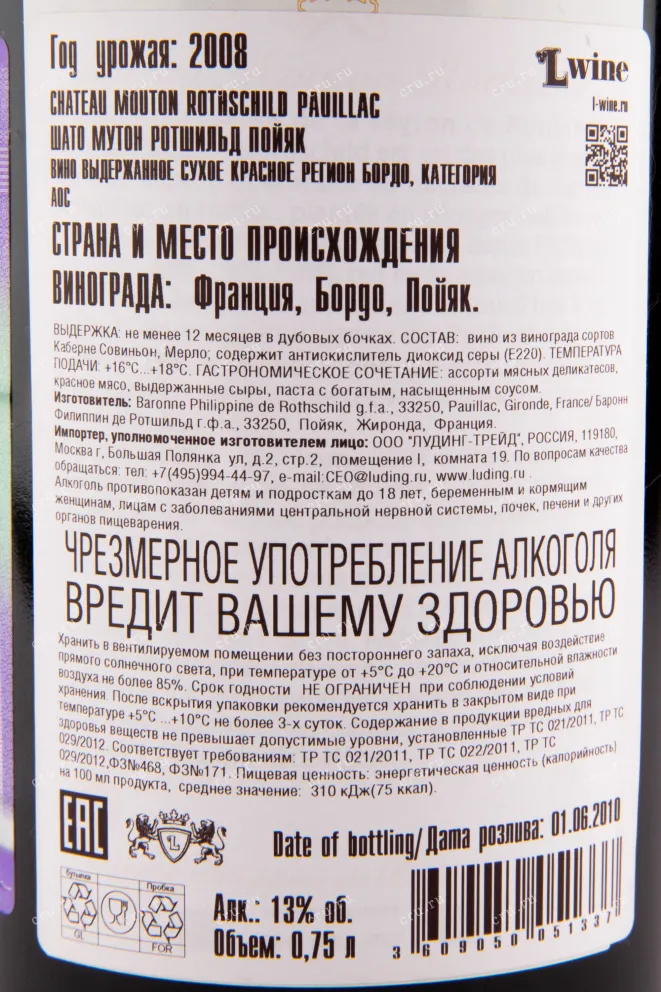 Год урожая: 2008
Lwine
l-wine.ru
CHATEAU MOUTON ROTHSCHILD PAUILLAC
ШАТО МУТОН РОТШИЛЬД ПОЙЯК
ВИНО ВЫДЕРЖАННОЕ СУХОЕ КРАСНОЕ РЕГИОН БОРДО, КАТЕГОРИЯ
АОС
СТРАНА И МЕСТО ПРОИСХОЖДЕНИЯ
ВИНОГРАДА: Франция, Бордо, Пойяк.
ВЫДЕРЖКА: не менее 12 месяцев в дубовых бочках. СОСТАВ: вино из винограда сортов
Каберне Совиньон, Мерло; содержит антиокислитель диоксид серы (Е220). ТЕМПЕРАТУРА
ПОДАЧИ: +16°С...+18°С. ГАСТРОНОМИЧЕСКОЕ СОЧЕТАНИЕ: ассорти мясных деликатесов,
красное мясо, выдержанные сыры, паста с богатым, насыщенным соусом.
Изготовитель: Baronne Philippine de Rothschild g.f.a., 33250, Pauillac, Gironde, France/ Баронн
Филиппин де Ротшильд г.ф.а., 33250, Пойяк, Жиронда, Франция.
Импортер, уполномоченное изготовителем лицо: ООО "ЛУДИНГ-ТРЕЙД", РОССИЯ, 119180,
Москва г, Большая Полянка ул, д.2, стр.2, помещение I, комната 19. По вопросам качества
обращаться: тел: +7(495)994-44-97, e-mail:CEO@luding.ru, www.luding.ru .
Алкоголь противопоказан детям и подросткам до 18 лет, беременным и кормящим
женщинам, лицам с заболеваниями центральной нервной системы, почек, печени и других
органов пищеварения.
ЧРЕЗМЕРНОЕ УПОТРЕБЛЕНИЕ АЛКОГОЛЯ
ВРЕДИТ ВАШЕМУ ЗДОРОВЬЮ
Хранить в вентилируемом помещении без постороннего запаха, исключая воздействие
прямого солнечного света, при температуре от +5°С до +20°С и относительной влажности
воздуха не более 85%. Срок годности НЕ ОГРАНИЧЕН при соблюдении условий
хранения. После вскрытия упаковки рекомендуется хранить в закрытом виде при
температуре +5°С ...+10°С не более 3-х суток. Содержание в продукции вредных для
здоровья веществ не превышает допустимые уровни, установленные ТР ТС 021/2011, ТР ТС
029/2012. Соответствует требованиям: ТР ТС 021/2011, ТР ТС 022/2011, ТР ТС
029/2012,ФЗ№468, ФЗ№171. Пищевая ценность: энергетическая ценность (калорийность)
на 100 мл продукта, среднее значение: 310 кДж(75 ккал).
EAC
L
Date of bottling/Дата розлива: 01.06.2010
Бутылка
Пробка
GL
FOR
Алк.: 13% об.
Объем: 0,75 л
3 609050 051337